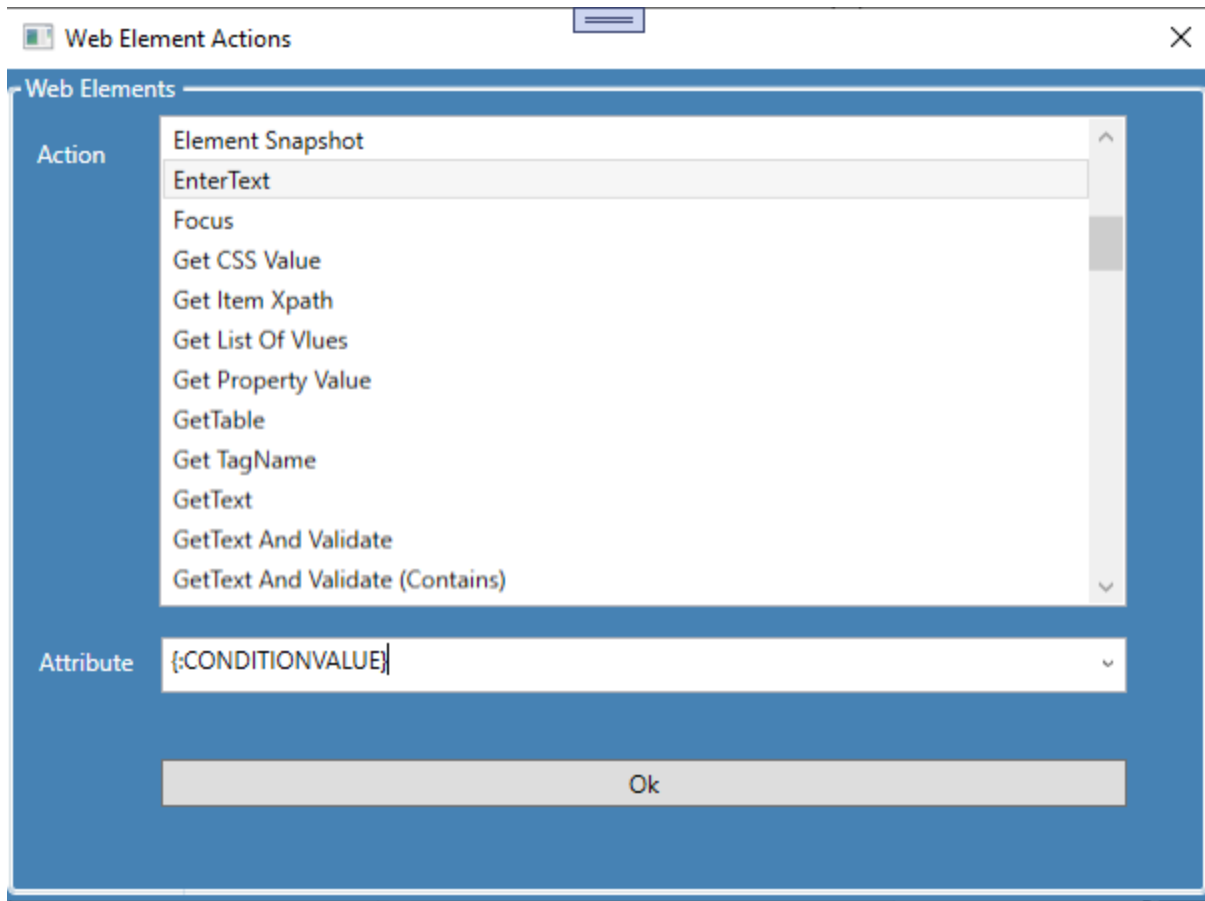 Web Element Actions
Web Elements
Action
Element Snapshot
EnterText
Focus
Get CSS Value
Get Item Xpath
Get List Of Vlues
Get Property Value
GetTable
Get TagName
GetText
GetText And Validate
GetText And Validate (Contains)
Attribute
{:CONDITIONVALUE}
Ok